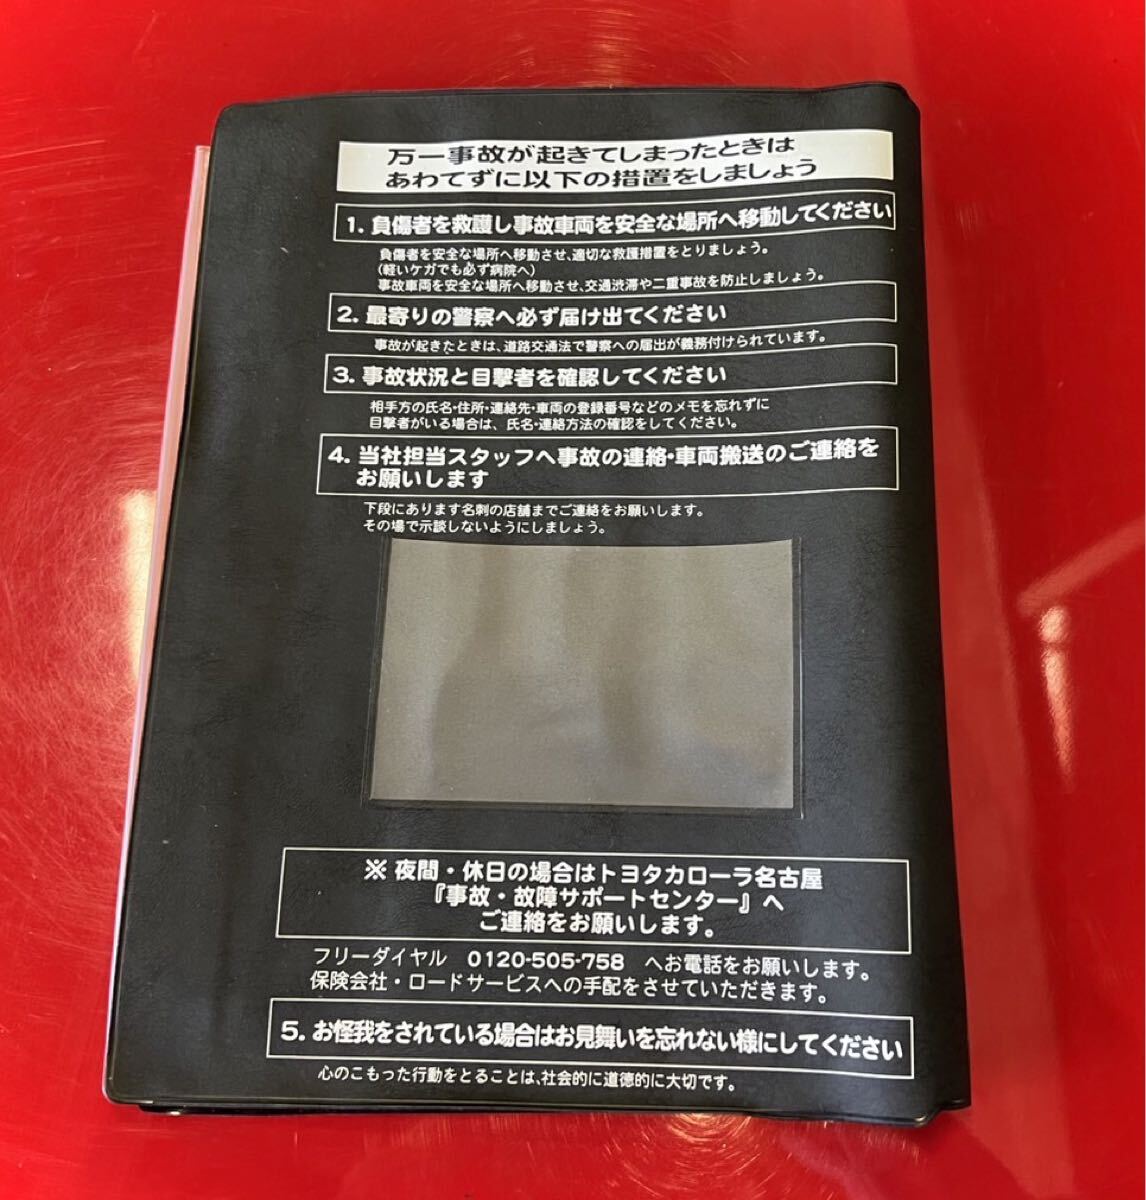 万一事故が起きてしまったときは
あわてずに以下の措置をしましょう
1. 負傷者を救護し事故車両を安全な場所へ移動してください
負傷者を安全な場所へ移動させ、適切な救護措置をとりましょう。
(軽いケガでも必ず病院へ)
事故車両を安全な場所へ移動させ、交通渋滞や二重事故を防止しましょう。
2. 最寄りの警察へ必ず届け出てください
事故が起きたときは、道路交通法で警察への届出が義務付けられています。
3. 事故状況と目撃者を確認してください
相手方の氏名・住所・連絡先・車両の登録番号などのメモを忘れずに
目撃者がいる場合は、氏名・連絡方法の確認をしてください。
4. 当社担当スタッフへ事故の連絡・車両搬送のご連絡を
お願いします
下段にあります名刺の店舗までご連絡をお願いします。
その場で示談しないようにしましょう。
※ 夜間・休日の場合はトヨタカローラ名古屋
『事故・故障サポートセンター』へ
ご連絡をお願いします。
フリーダイヤル 0120-505-758 へお電話をお願いします。
保険会社・ロードサービスへの手配をさせていただきます。
5. お怪我をされている場合はお見舞いを忘れない様にしてください
心のこもった行動をとることは、社会的に道徳的に大切です。